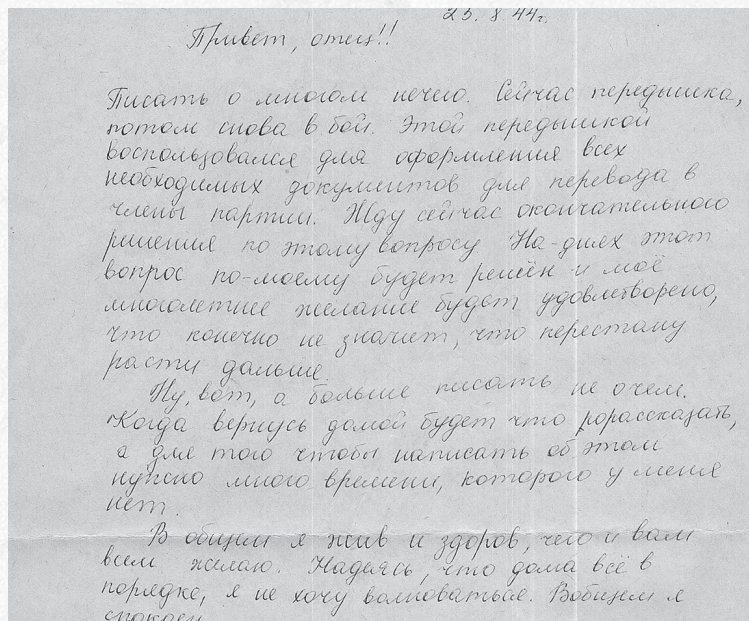 23. 8 44г.
Привет, отец!!
Писать о многом нечего. Сейчас передышка,
потом снова в бой. Этой передышкой
воспользовался для оформления всех
необходимых документов для перевода в
члены партии. Жду сейчас окончательного
решения по этому вопросу На-днях этот
вопрос по-моему будет решён и моё
многолетнее желание будет удовлетворено,
что конечно не значит, что перестану
расти дальше.
Ну, вот, а больше писать не о чем.
Когда вернусь домой будет что порассказать,
а для того чтобы написать об этом
нужно много времени, которого у меня
нет.
В общем я жив и здоров, чего и вам
всем желаю. Надеясь, что дома всё в
порядке, я не хочу волноваться. Вобщем я
спокоен